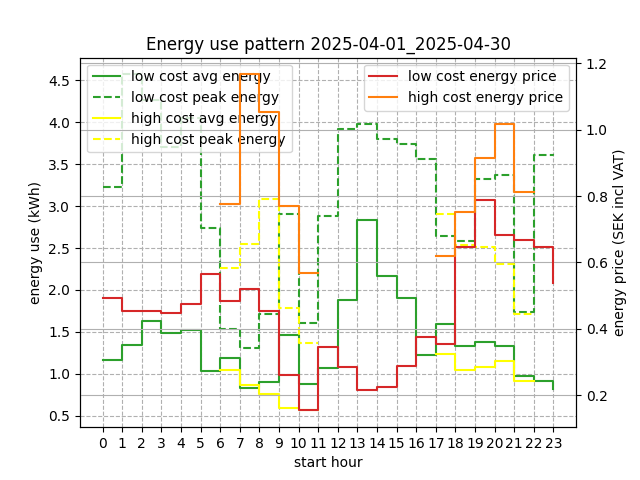 Energy use pattern 2025-04-01_2025-04-30
low cost avg energy
low cost peak energy
high cost avg energy
high cost peak energy
low cost energy price
high cost energy price
energy use (kWh)
4.5
4.0
3.5
3.0
2.5
2.0
1.5
1.0
0.5
1.2
1.0
0.8
0.6
0.4
0.2
energy price (SEK incl VAT)
0 1 2 3 4 5 6 7 8 9 10 11 12 13 14 15 16 17 18 19 20 21 22 23
start hour